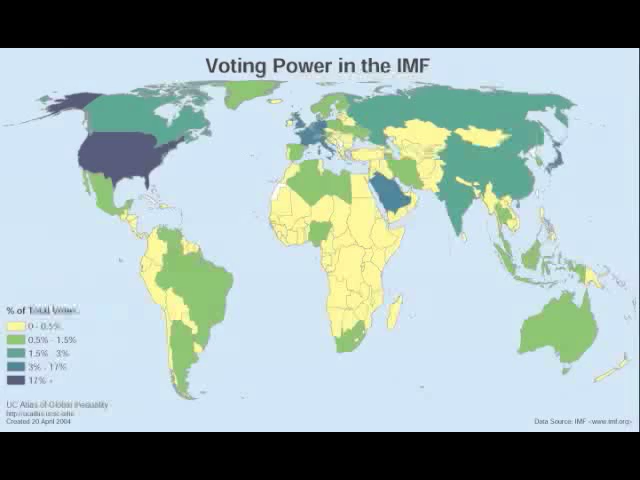 Voting Power in the IMF
% of Total Votes
0 - 0.5%
0.5% - 1.5%
1.5% - 3%
3% - 17%
17% +
UC Atlas of Global Inequality
Created 20 April 2004
Data Source: IMF <www.imf.org>